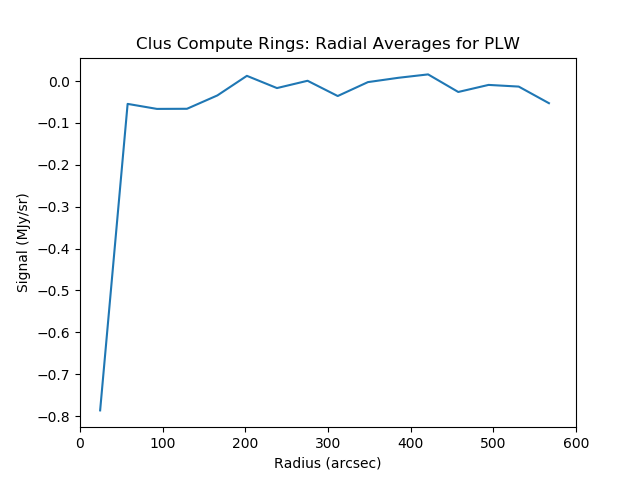 Clus Compute Rings: Radial Averages for PLW
0.0
−0.1
−0.2
−0.3
−0.4
−0.5
−0.6
−0.7
−0.8
Signal (MJy/sr)
0 100 200 300 400 500 600
Radius (arcsec)